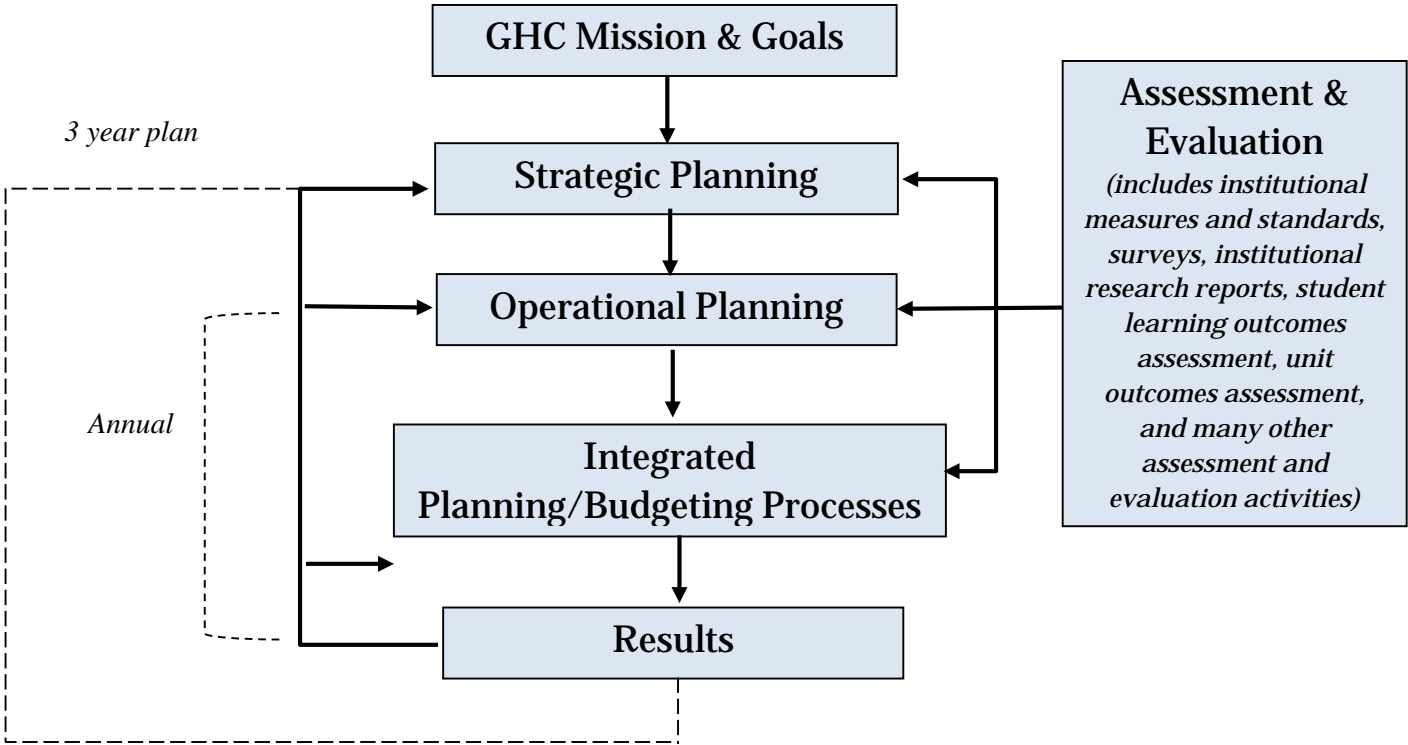 GHC Mission & Goals
3 year plan
Strategic Planning
Operational Planning
Annual
Integrated
Planning/Budgeting Processes
Results
Assessment &
Evaluation
(includes institutional
measures and standards,
surveys, institutional
research reports, student
learning outcomes
assessment, unit
outcomes assessment,
and many other
assessment and
evaluation activities)